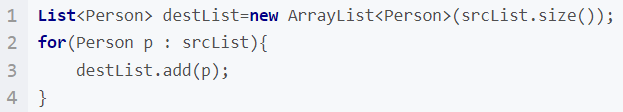 1 List<Person> destList=new ArrayList<Person>(srcList.size());
2 for(Person p : srcList){
3     destList.add(p);
4 }